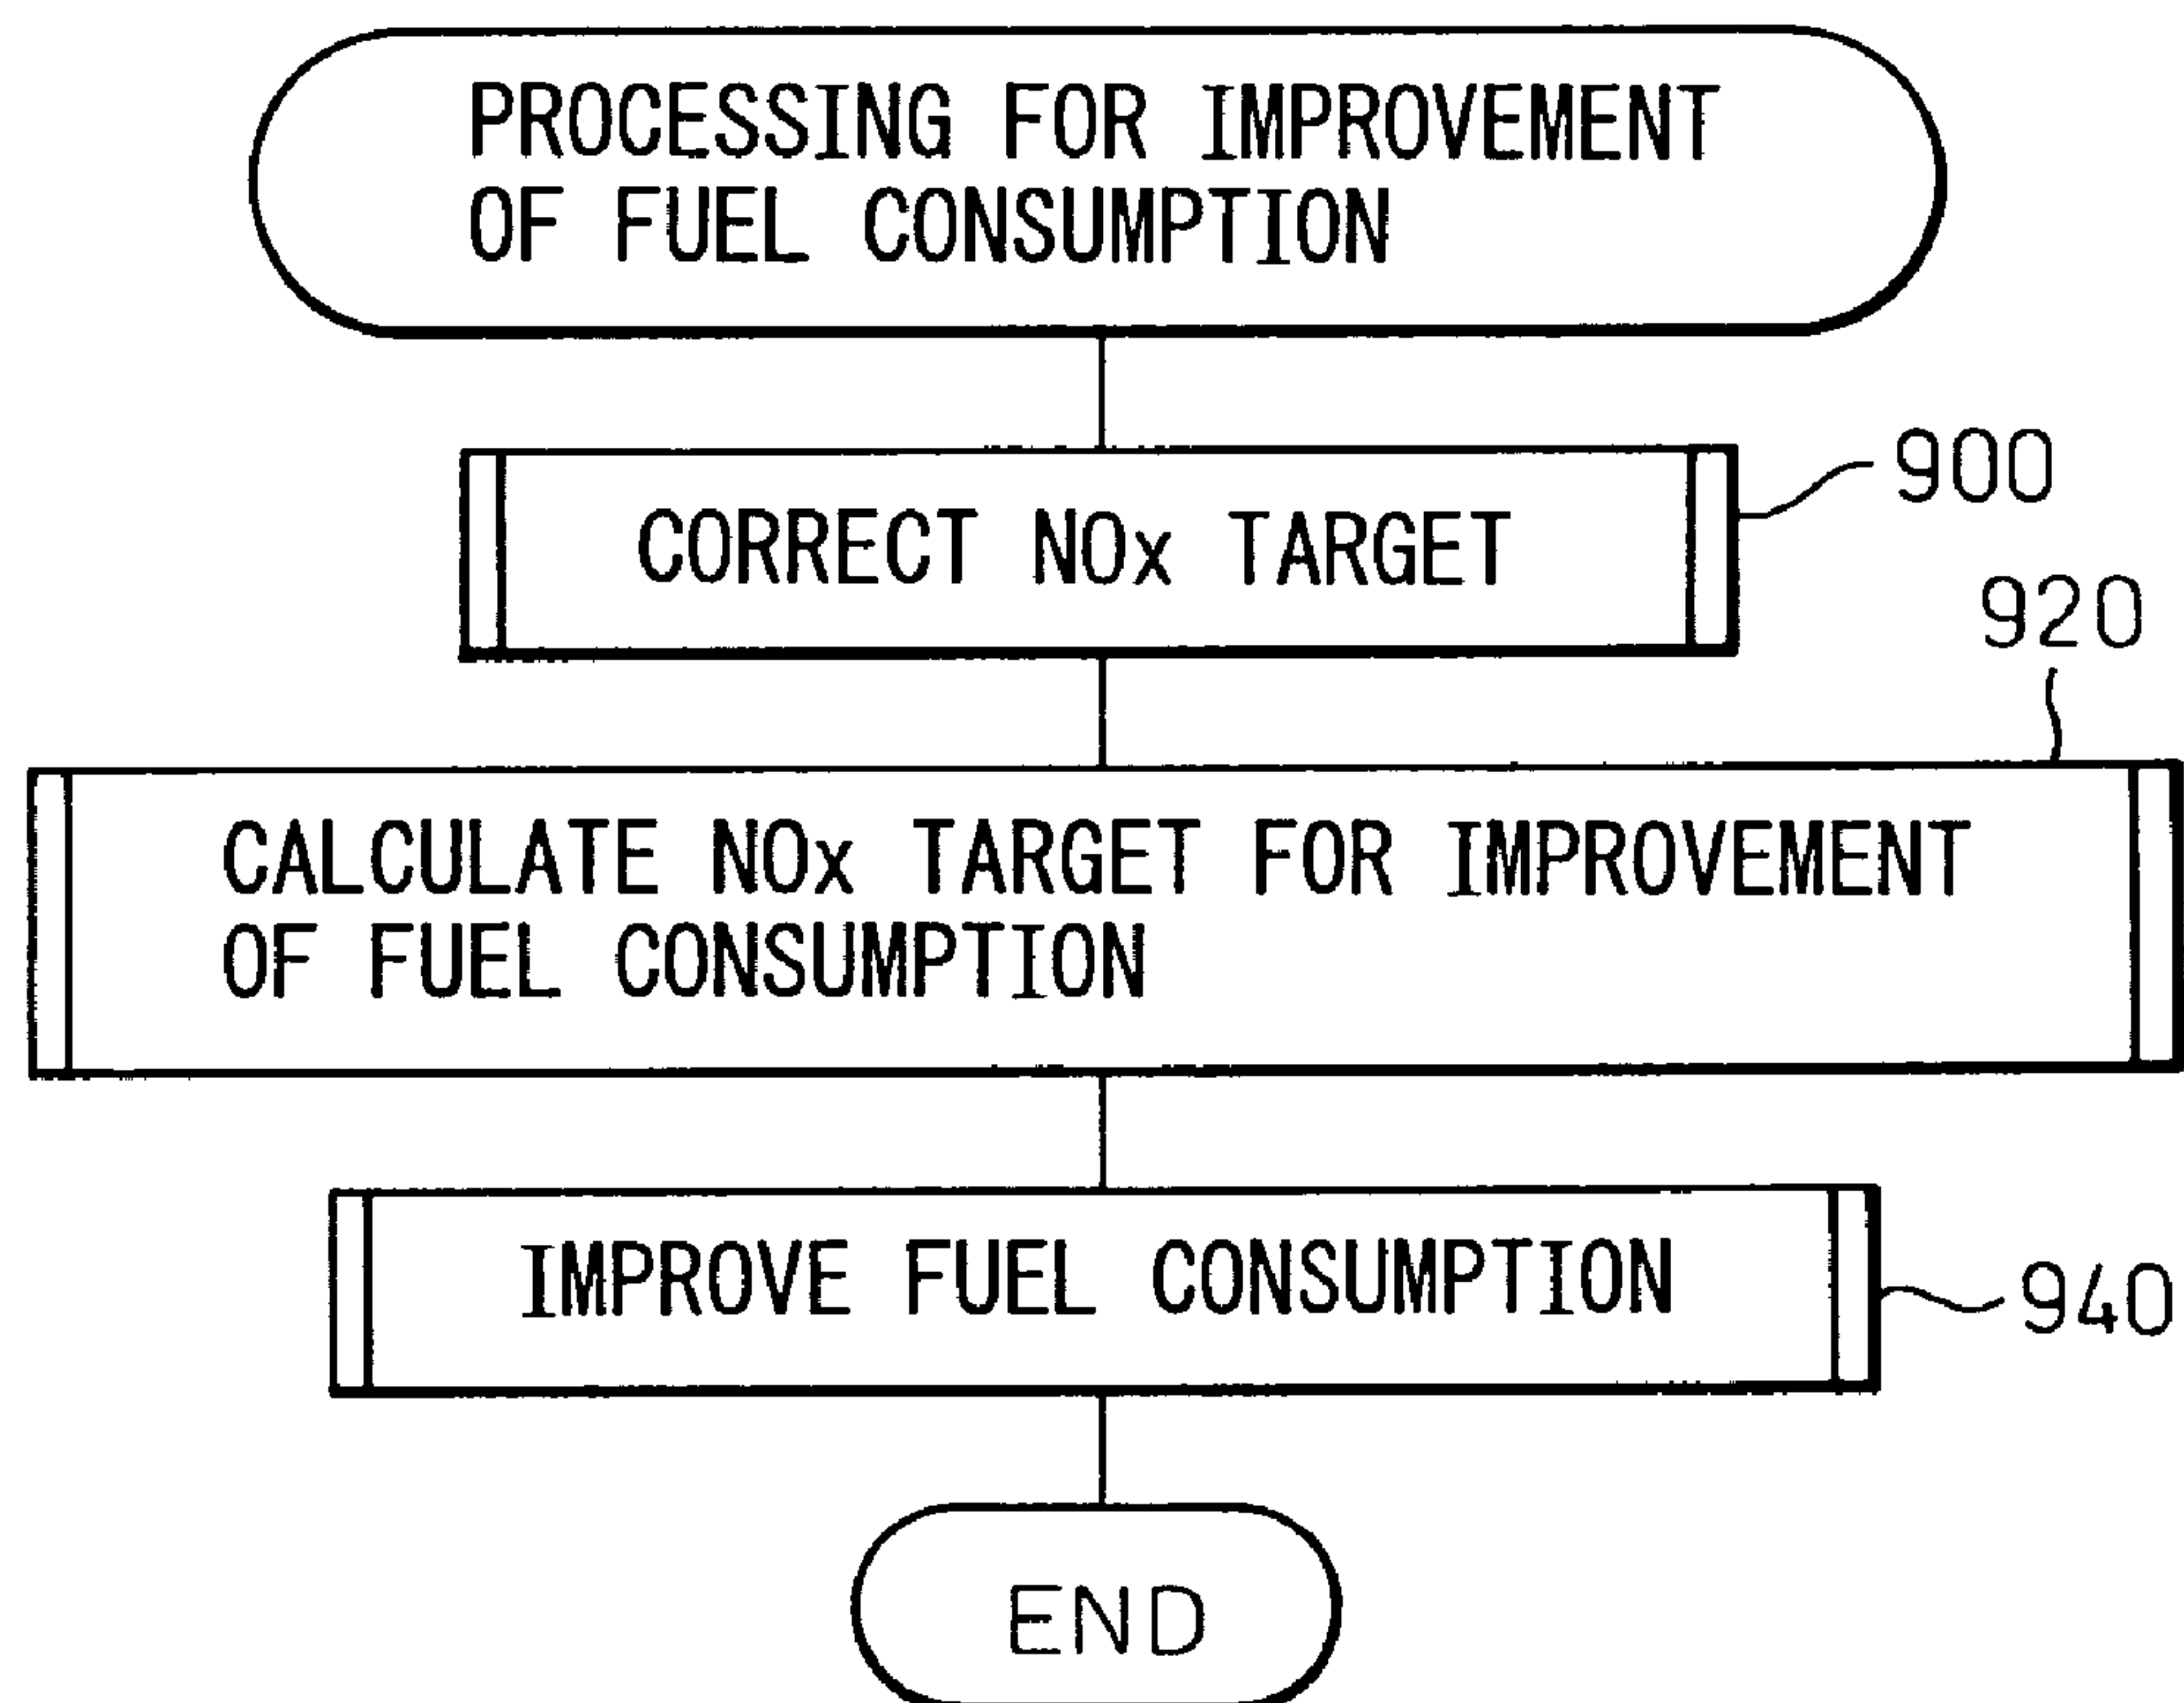 PROCESSING FOR IMPROVEMENT
OF FUEL CONSUMPTION
900
CORRECT NOx TARGET
920
CALCULATE NOx TARGET FOR IMPROVEMENT
OF FUEL CONSUMPTION
IMPROVE FUEL CONSUMPTION
940
END